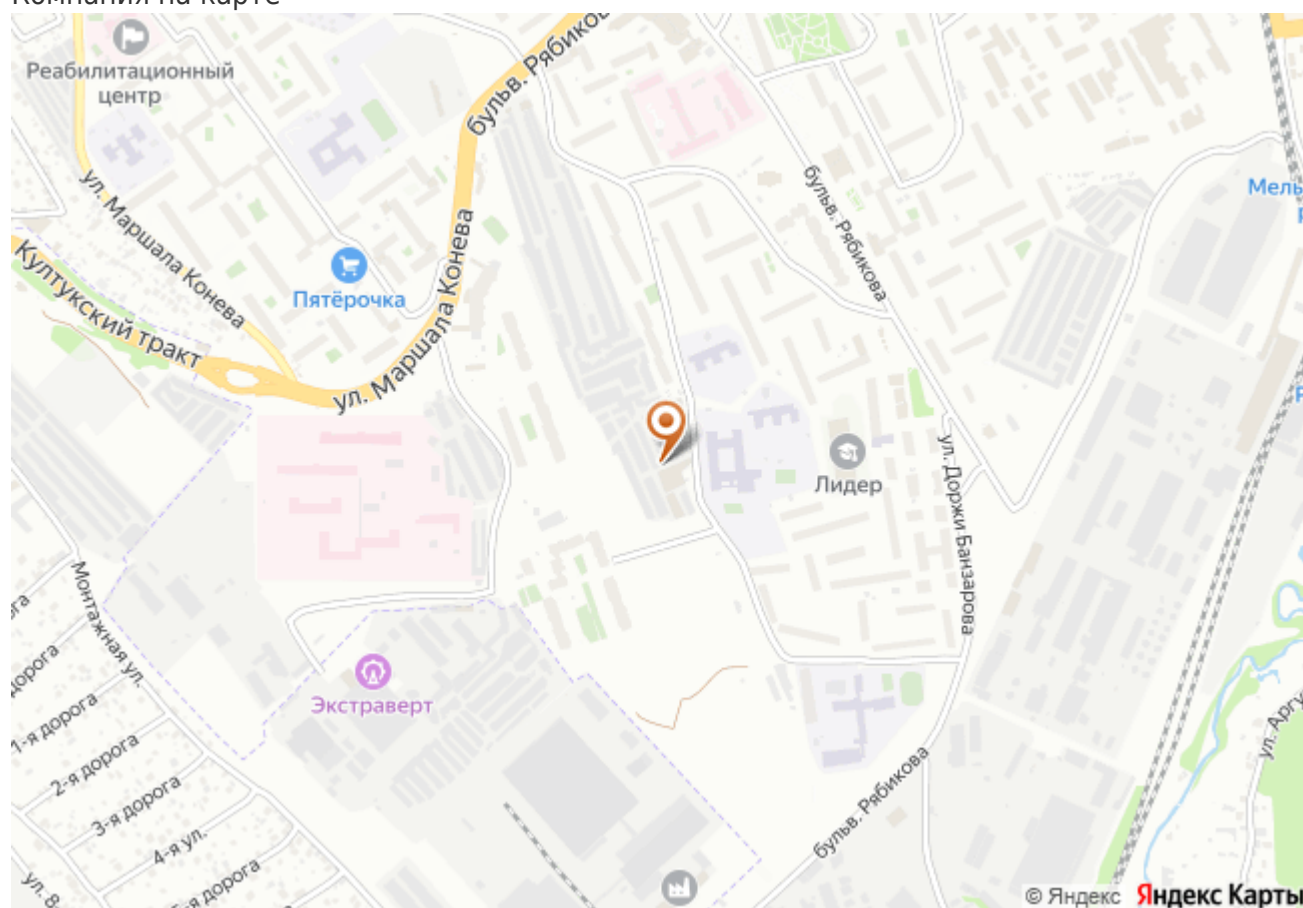 Компания на карте
Реабилитационный
центр
бульв. Рябикова
ул. Маршала Конева
Култукский тракт
Пятёрочка
ул. Маршала Конева
бульв. Рябикова
Лидер
ул. Доржи Банзарова
Монтажная ул.
Экстраверт
1-я дорога
2-я дорога
3-я дорога
4-я ул.
дорога
ул. 8
бульв. Рябикова
© Яндекс Яндекс Карты